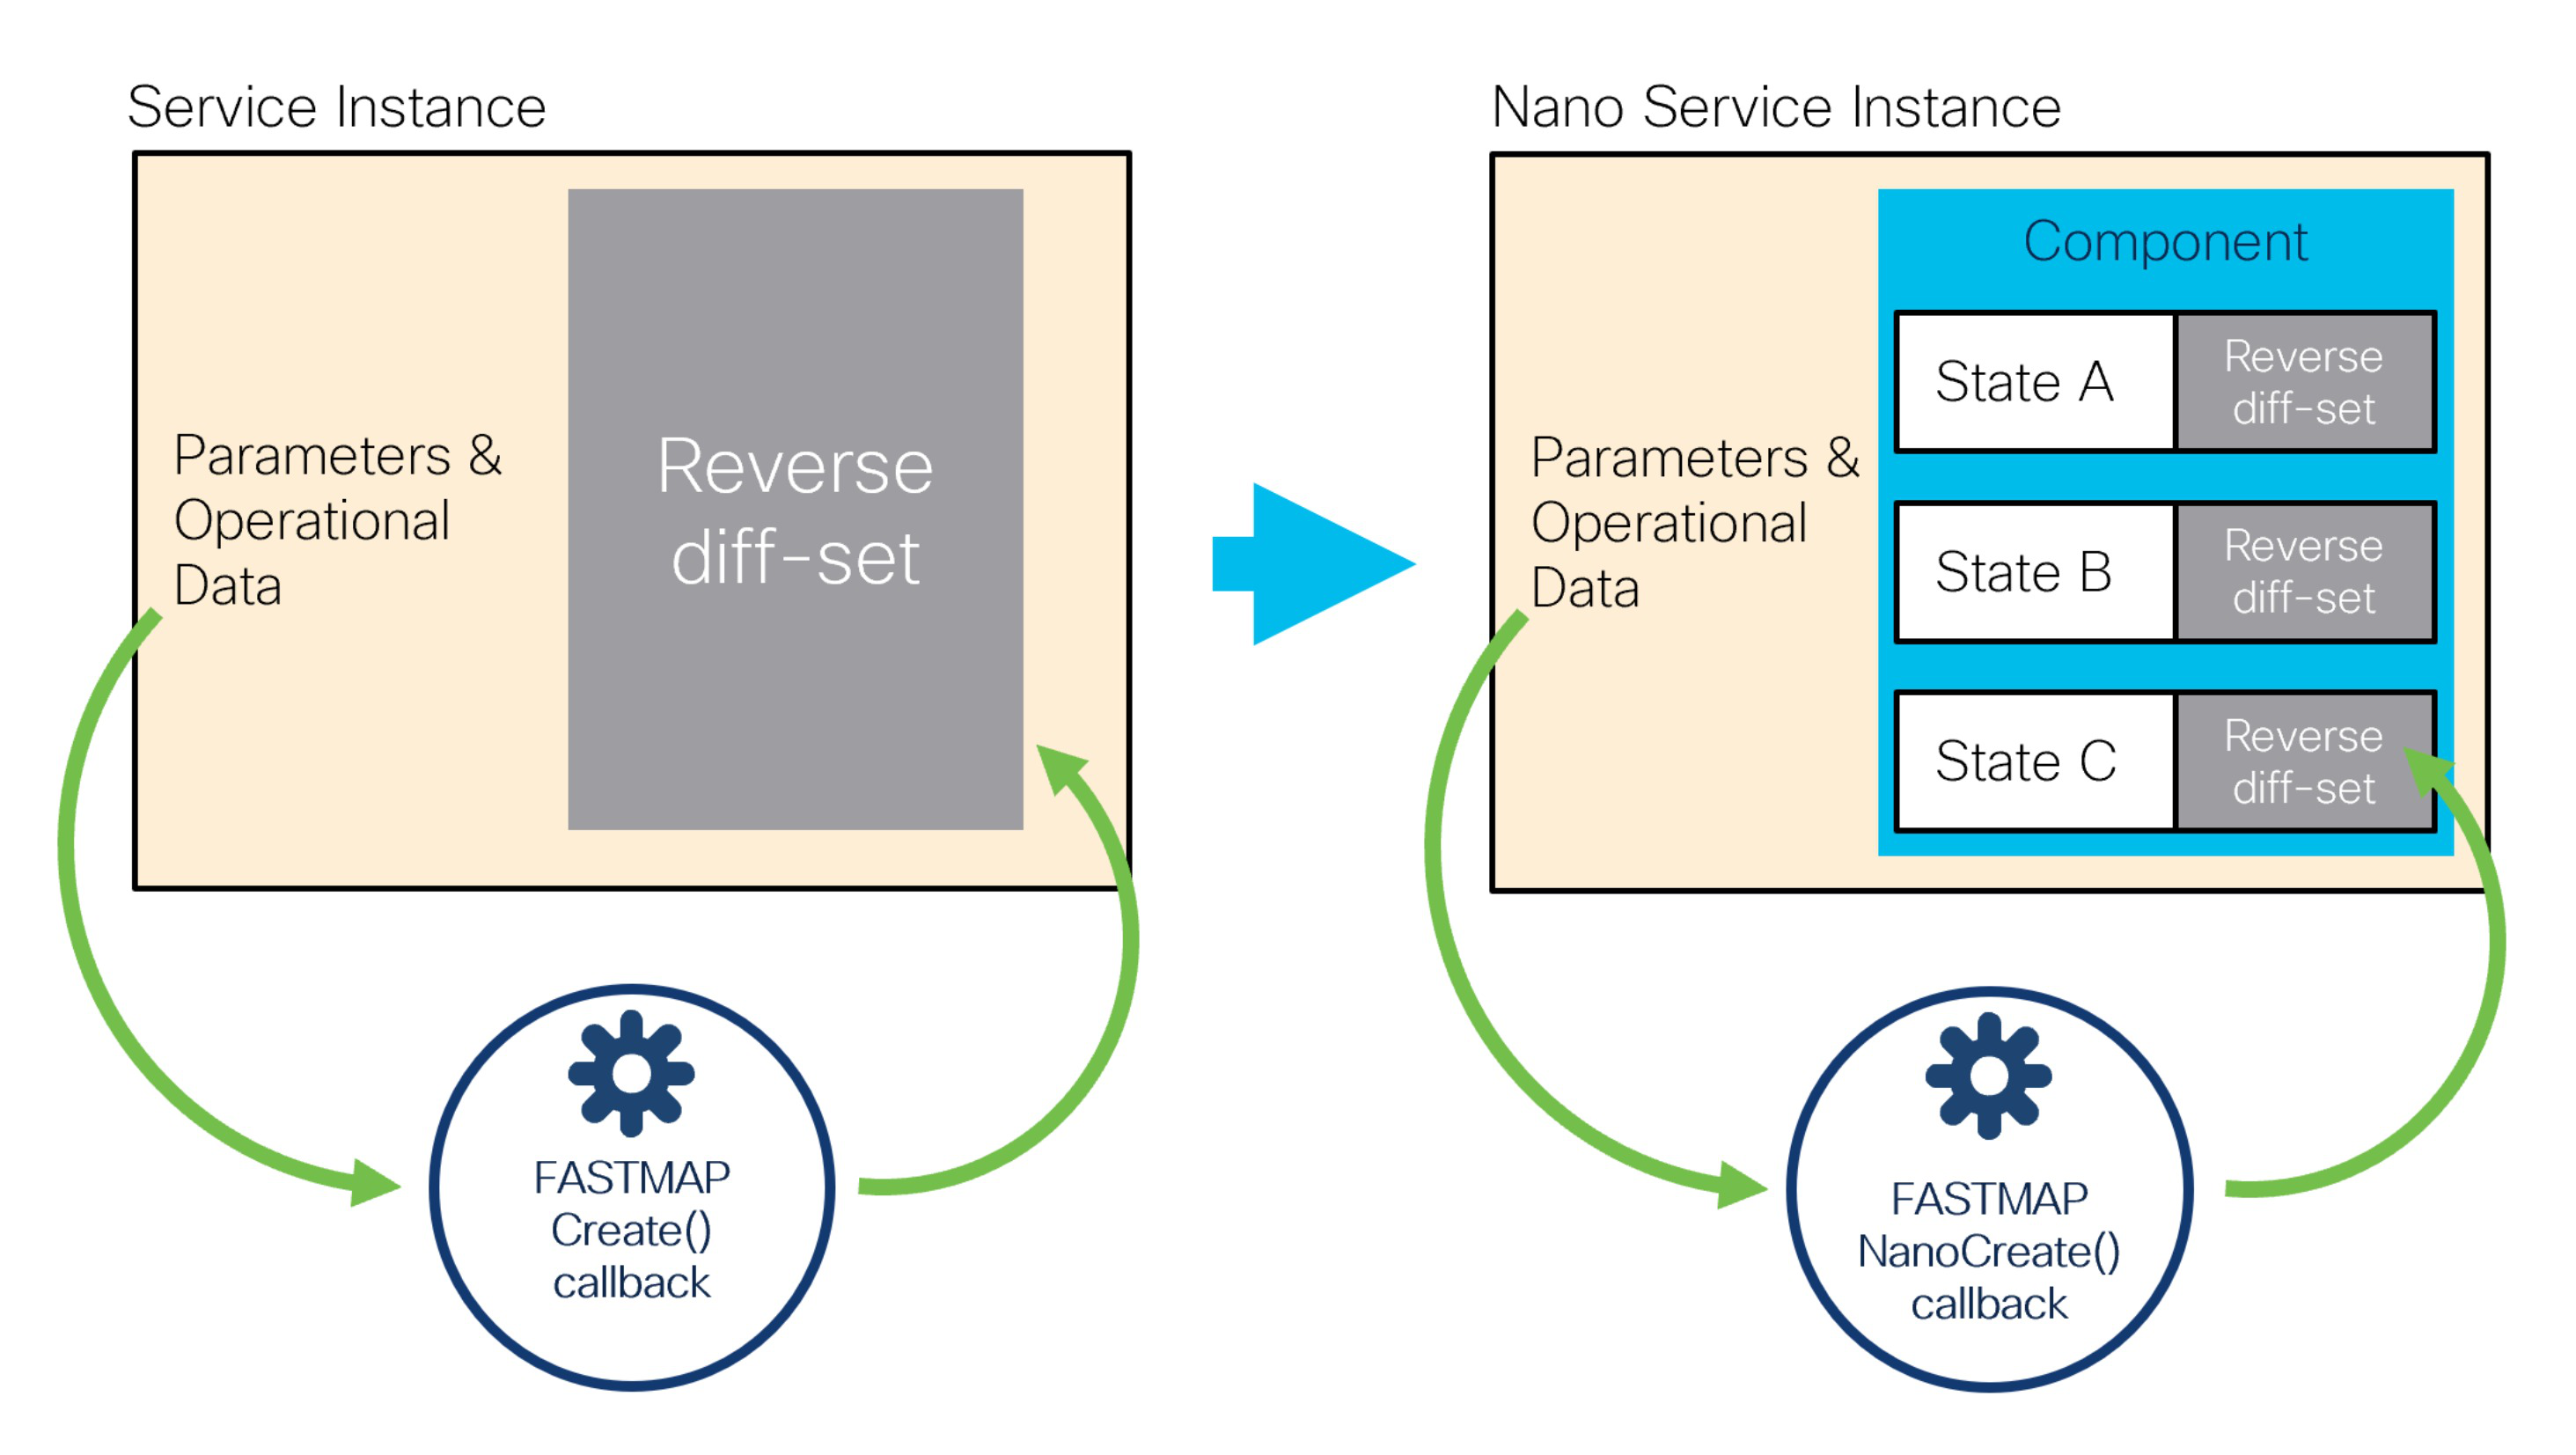 Service Instance
Parameters &
Operational
Data
Reverse
diff-set
FASTMAP
Create()
callback
Nano Service Instance
Parameters &
Operational
Data
Component
State A
Reverse
diff-set
State B
Reverse
diff-set
State C
Reverse
diff-set
FASTMAP
NanoCreate()
callback